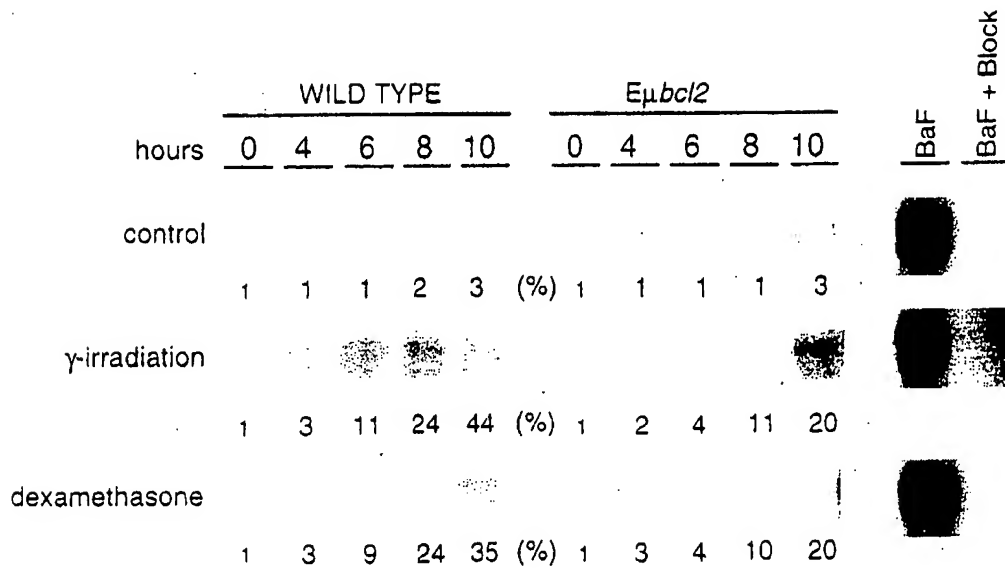 WILD TYPE Eμbcl2 BaF BaF + Block
hours 0 4 6 8 10 0 4 6 8 10
control
1 1 1 2 3 (%) 1 1 1 1 3
γ-irradiation
1 3 11 24 44 (%) 1 2 4 11 20
dexamethasone
1 3 9 24 35 (%) 1 3 4 10 20